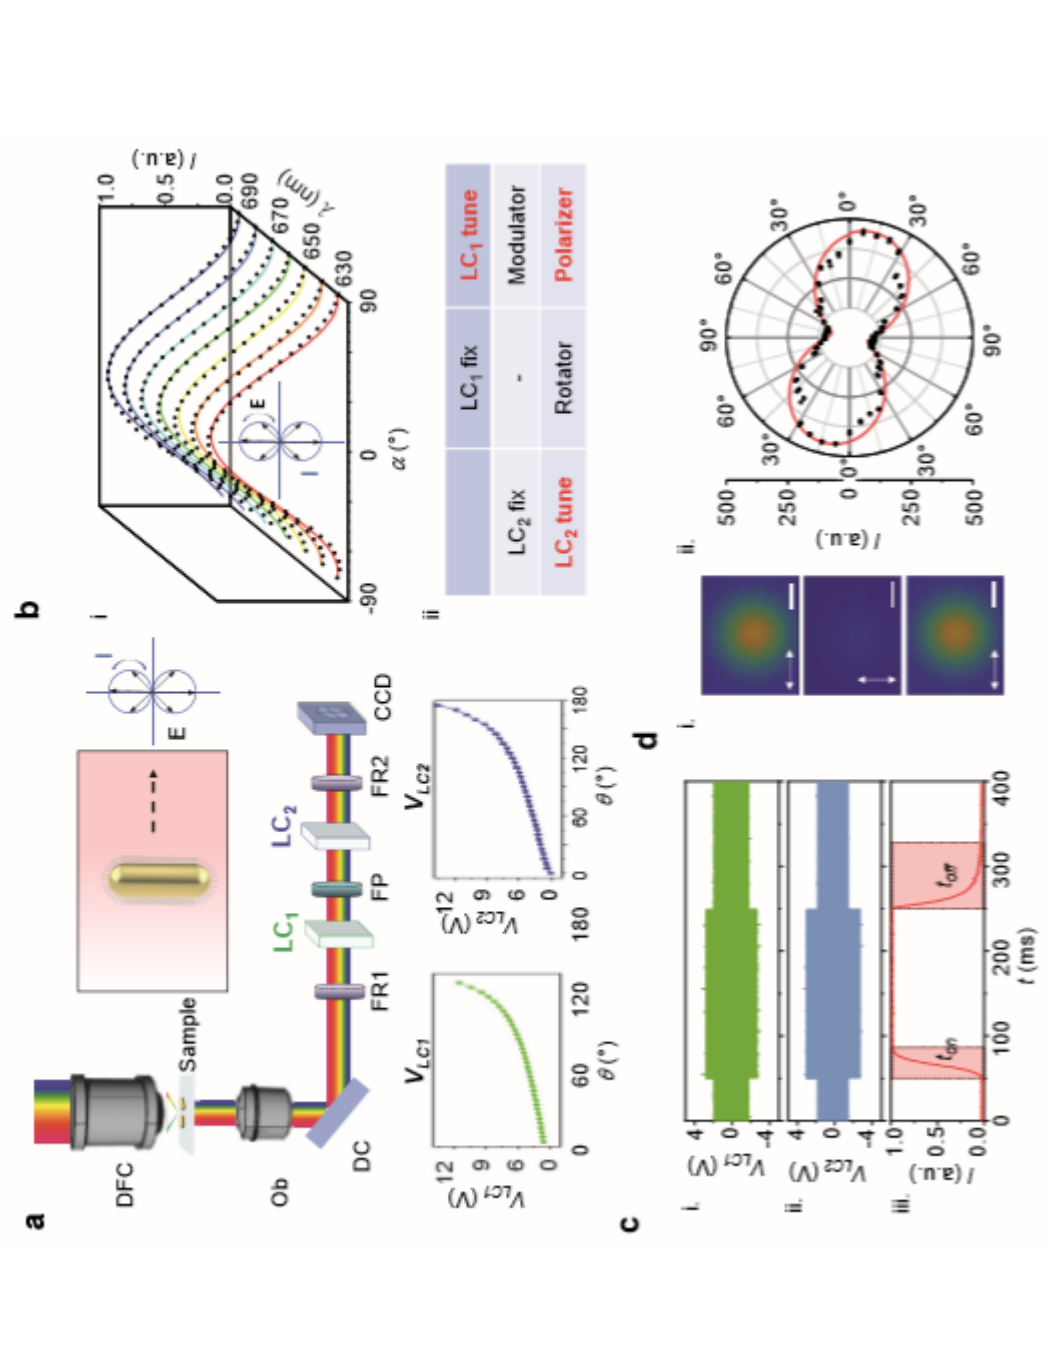 a
DFC
Sample
Ob
DC
E
I
FR1
LC1
FP
LC2
FR2
CCD
VLC1
VLC1 (V)
12
9
6
0
0
60
120
180
θ (°)
VLC2
VLC2 (V)
12
9
6
0
0
60
120
180
θ (°)
b
i
I (a.u.)
1.0
0.5
0.0
690
670
650
630
λ (nm)
-90
0
90
α (°)
E
I
ii
LC1 fix
LC1 tune
LC2 fix
-
Modulator
LC2 tune
Rotator
Polarizer
c
i.
VLC1 (V)
4
0
-4
ii.
VLC2 (V)
4
0
-4
iii.
I (a.u.)
1.0
0.5
0.0
ton
toff
0
100
200
300
400
t (ms)
d
i.
ii.
I (a.u.)
500
250
0
250
500
90°
60°
30°
0°
30°
60°
90°
60°
30°
0°
30°
60°